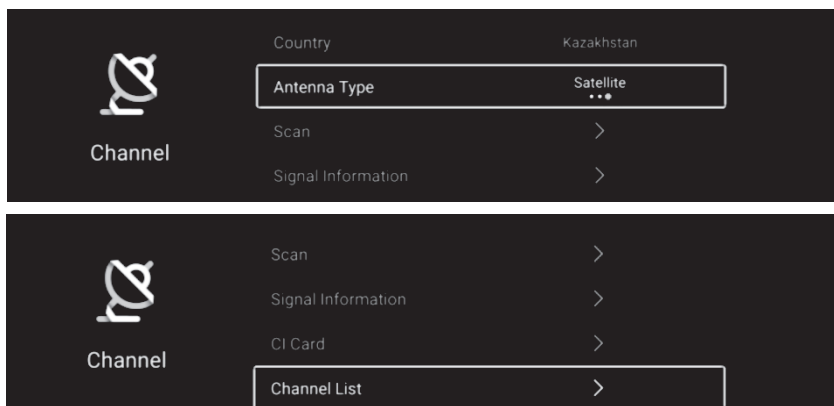 Country Kazakhstan
Antenna Type Satellite
Scan
Channel
Signal Information
Scan
Signal Information
CI Card
Channel
Channel List